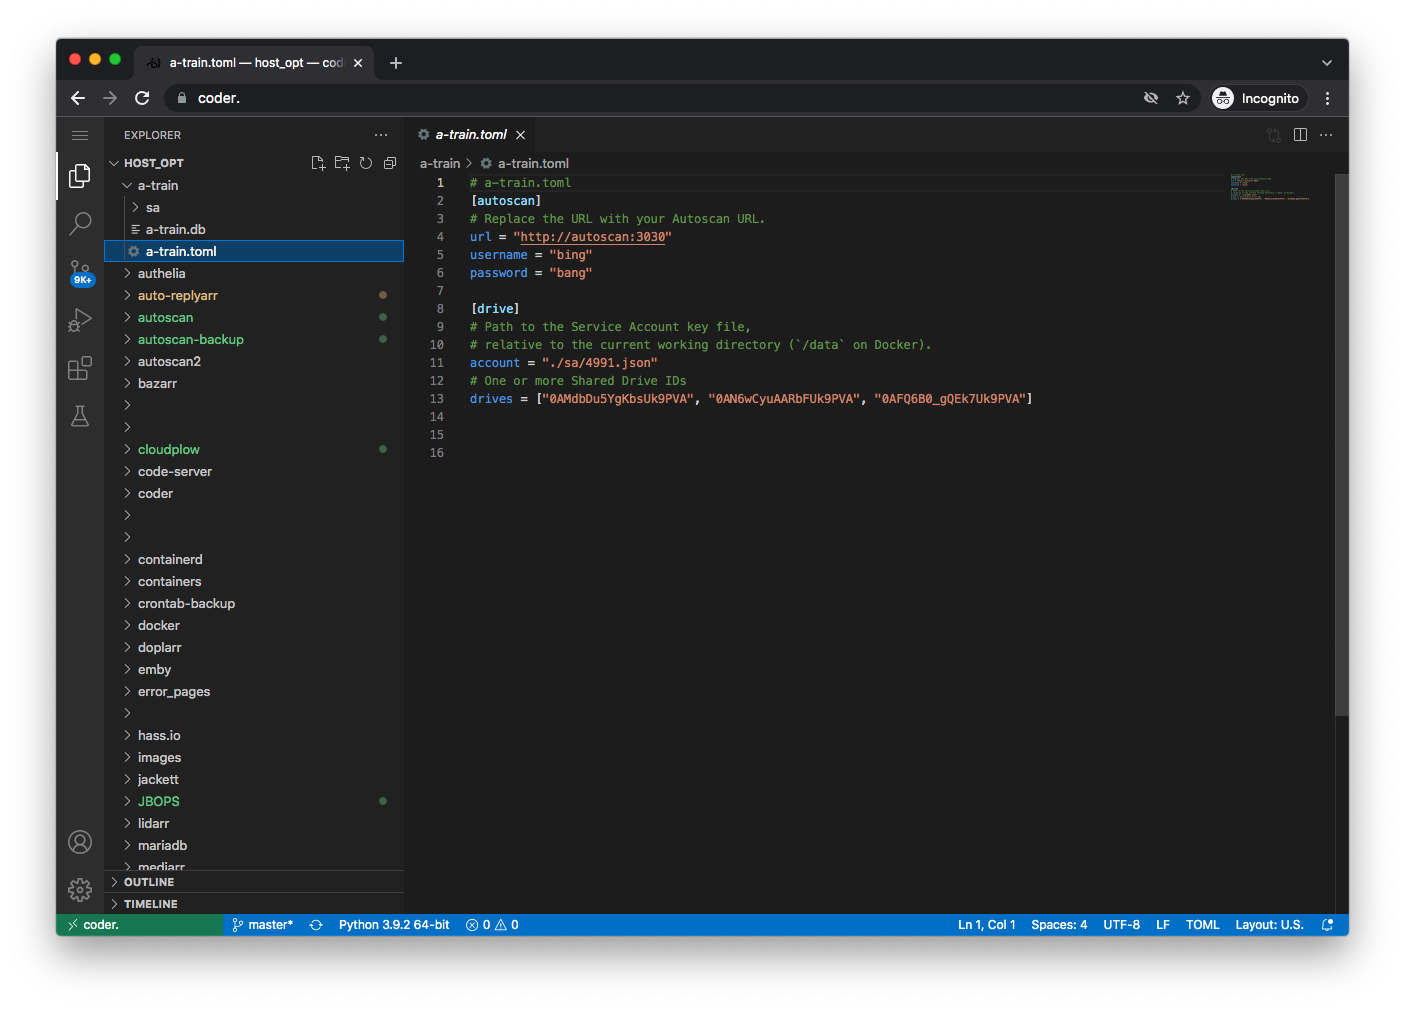 a-train.toml — host_opt — cod
coder.
Incognito
EXPLORER
HOST_OPT
a-train
sa
a-train.db
a-train.toml
authelia
auto-replyarr
autoscan
autoscan-backup
autoscan2
bazarr
cloudplow
code-server
coder
containerd
containers
crontab-backup
docker
doplarr
emby
error_pages
hass.io
images
jackett
JBOPS
lidarr
mariadb
mediarr
OUTLINE
TIMELINE
9K+
a-train.toml
a-train > a-train.toml
1 # a-train.toml
2 [autoscan]
3 # Replace the URL with your Autoscan URL.
4 url = "http://autoscan:3030"
5 username = "bing"
6 password = "bang"
7
8 [drive]
9 # Path to the Service Account key file,
10 # relative to the current working directory (`/data` on Docker).
11 account = "./sa/4991.json"
12 # One or more Shared Drive IDs
13 drives = ["0AMdbDu5YgKbsUk9PVA", "0AN6wCyuAARbFUk9PVA", "0AFQ6B0_gQEk7Uk9PVA"]
14
15
16
coder. master* Python 3.9.2 64-bit 0 0 Ln 1, Col 1 Spaces: 4 UTF-8 LF TOML Layout: U.S.